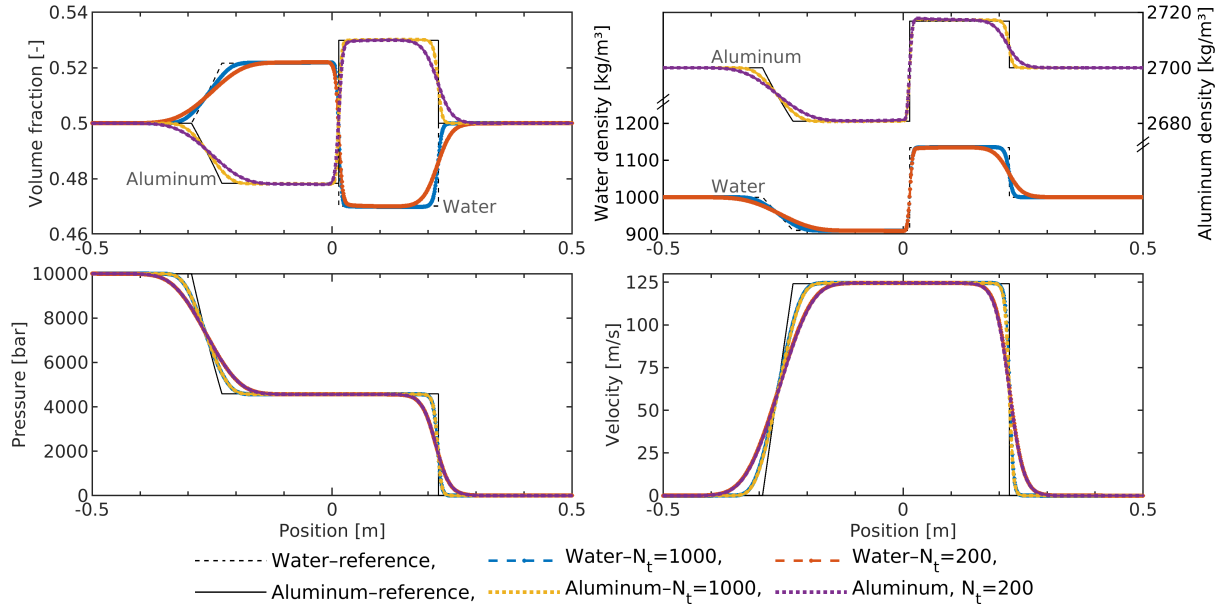 Volume fraction [-]
0.54
0.52
0.5
0.48
0.46
Aluminum
Water
-0.5
0
0.5
Water density [kg/m³]
1200
1100
1000
900
Aluminum
Water
2720
2700
2680
Aluminum density [kg/m³]
-0.5
0
0.5
Pressure [bar]
10000
8000
6000
4000
2000
0
-0.5
0
0.5
Position [m]
Velocity [m/s]
125
100
75
50
25
0
-0.5
0
0.5
Position [m]
Water–reference,
Water–Nt=1000,
Water–Nt=200,
Aluminum–reference,
Aluminum–Nt=1000,
Aluminum, Nt=200